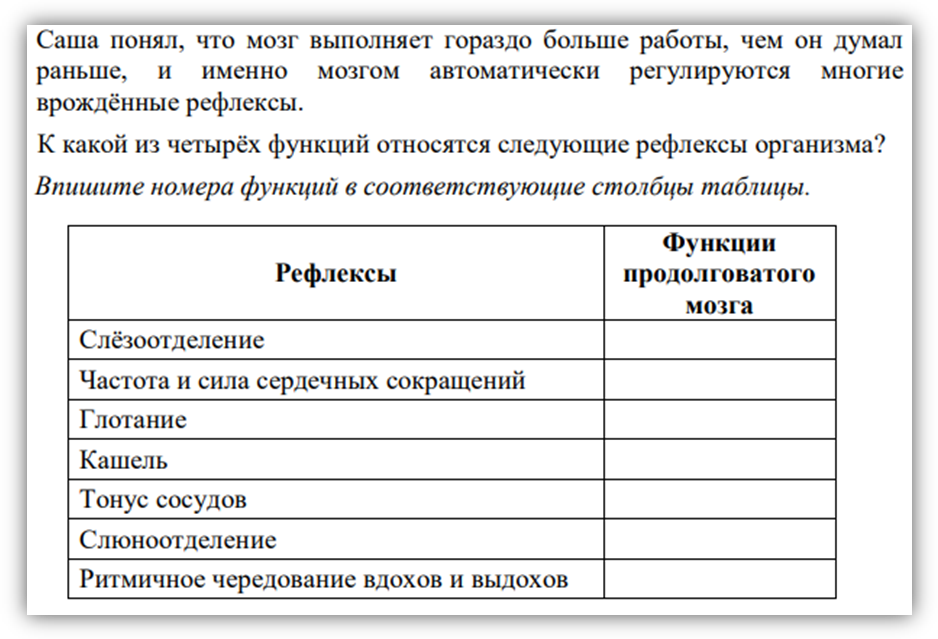 Саша понял, что мозг выполняет гораздо больше работы, чем он думал
раньше, и именно мозгом автоматически регулируются многие
врождённые рефлексы.
К какой из четырёх функций относятся следующие рефлексы организма?
Впишите номера функций в соответствующие столбцы таблицы.
Рефлексы
Функции
продолговатого
мозга
Слёзоотделение
Частота и сила сердечных сокращений
Глотание
Кашель
Тонус сосудов
Слюноотделение
Ритмичное чередование вдохов и выдохов